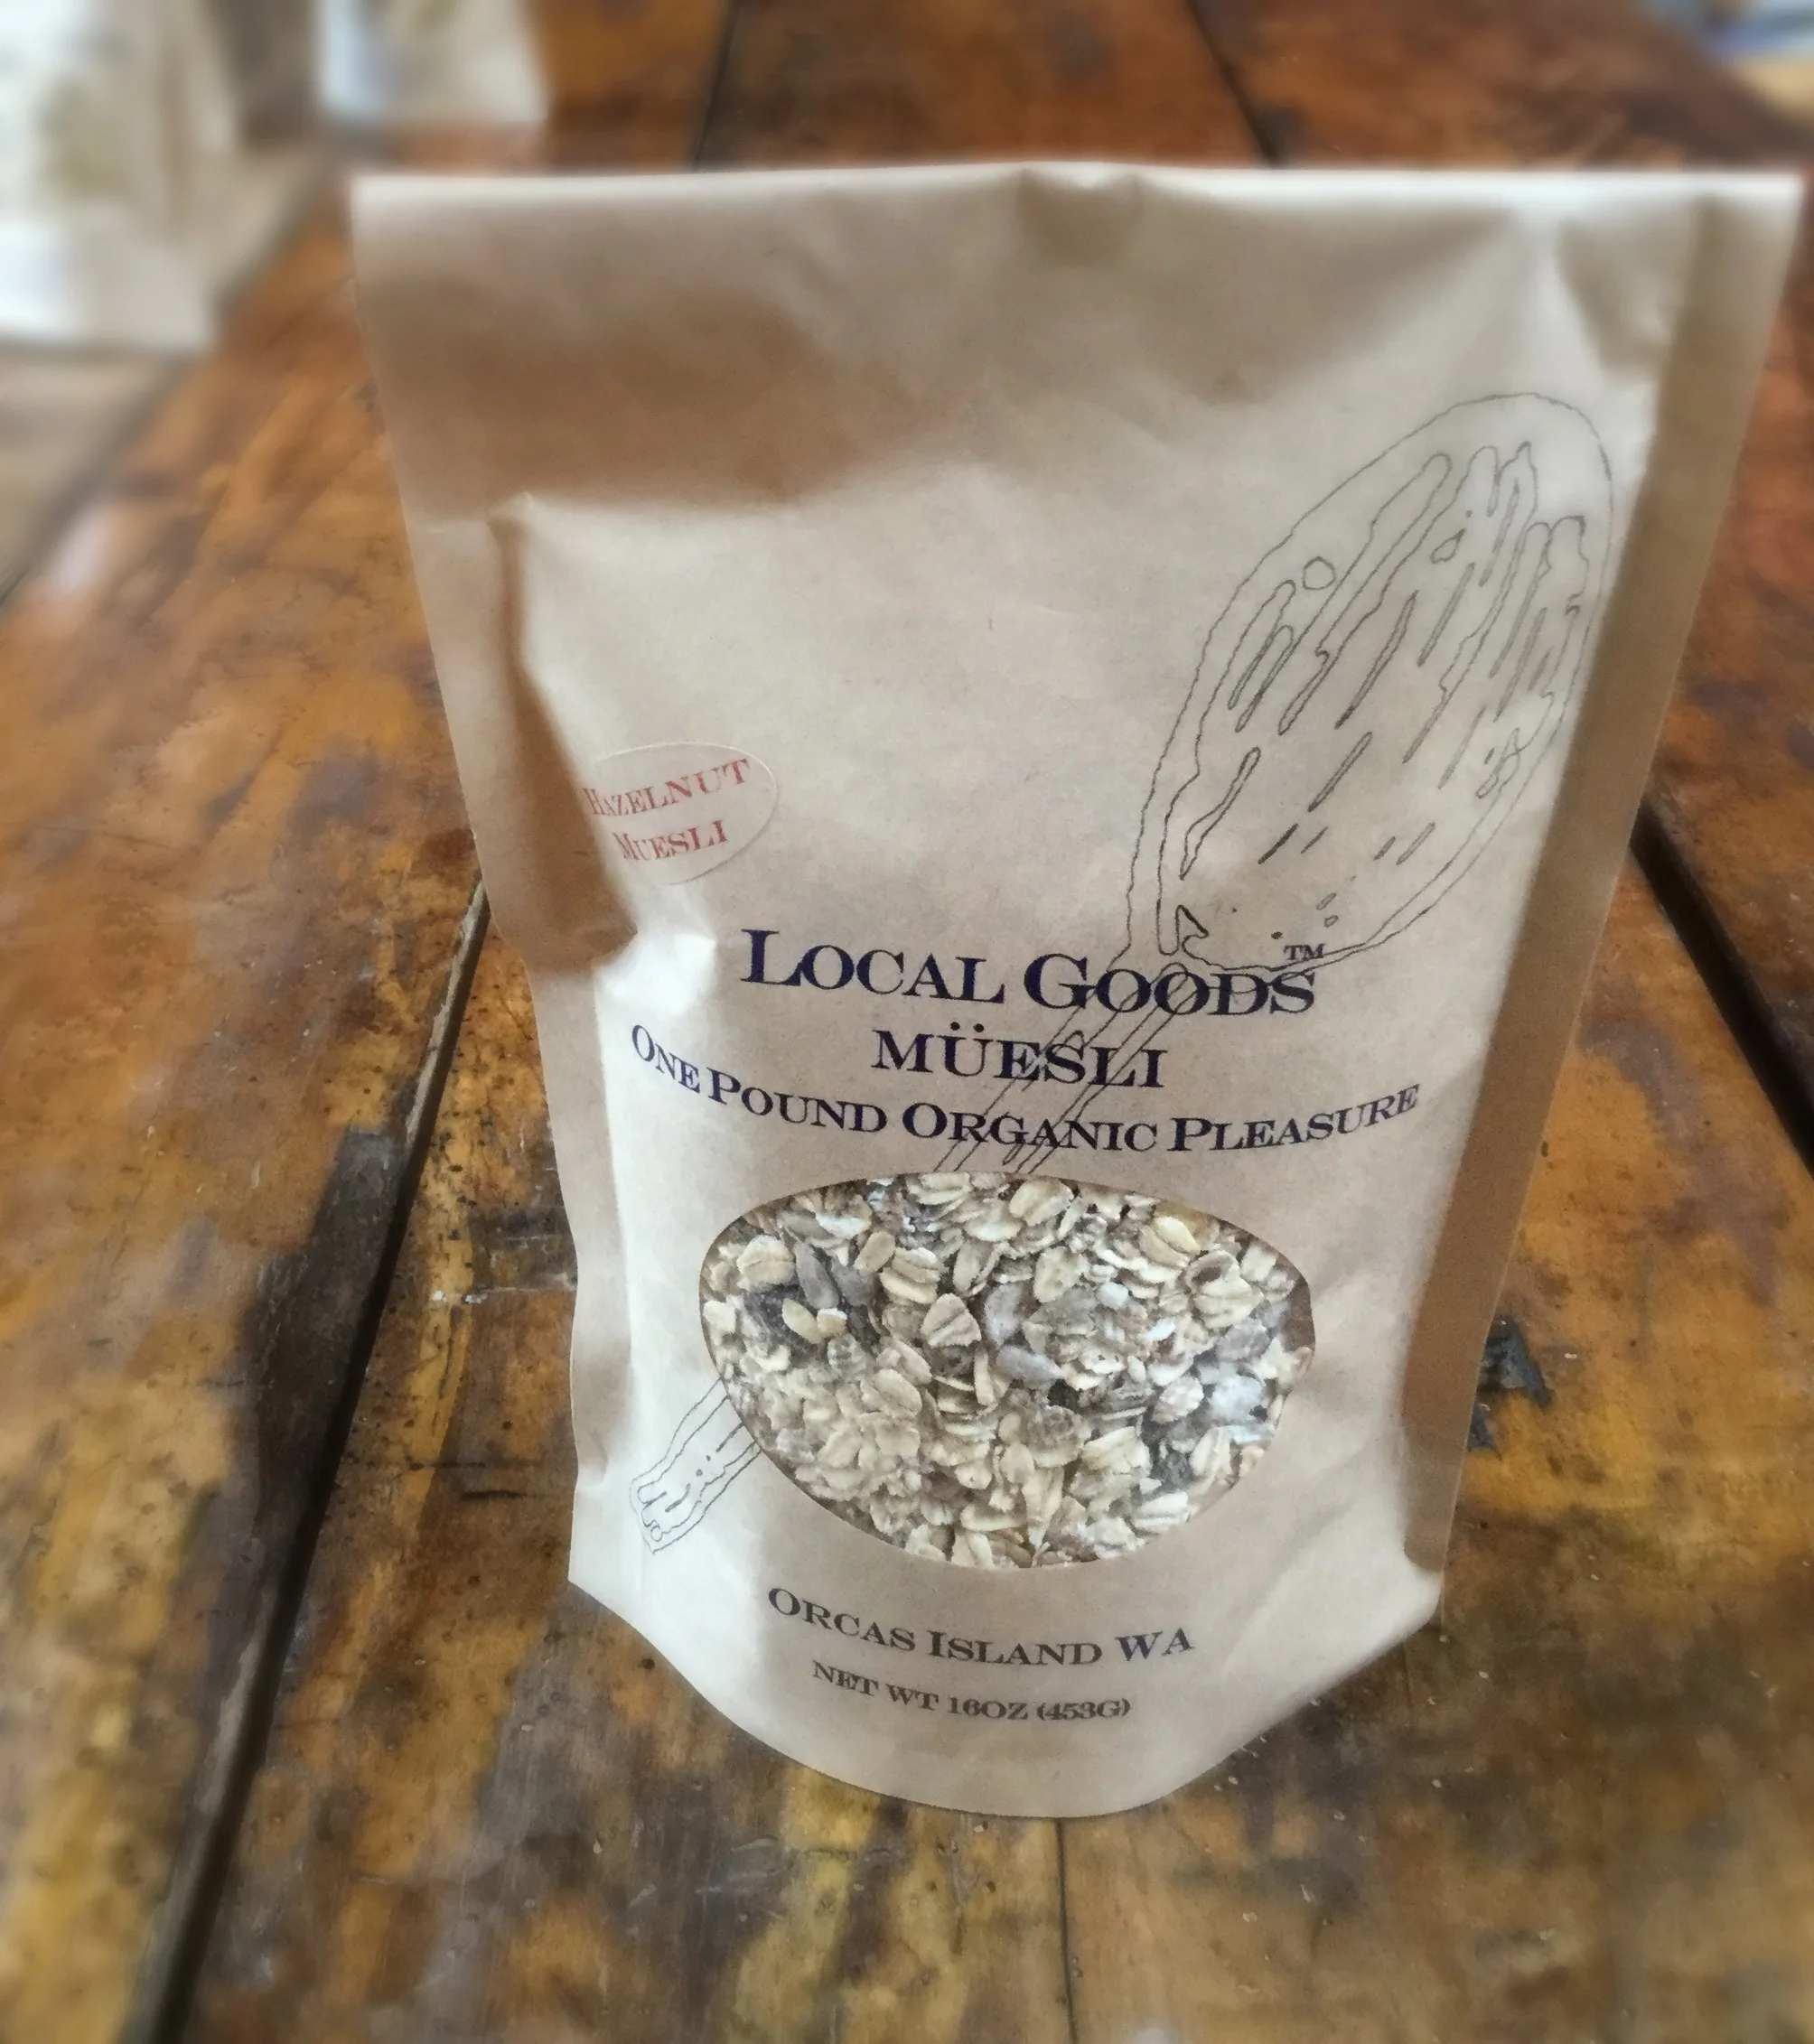 HAZELNUT
MUESLI
LOCAL GOODS™
MÜESLI
ONE POUND ORGANIC PLEASURE
ORCAS ISLAND WA
NET WT 16OZ (453G)